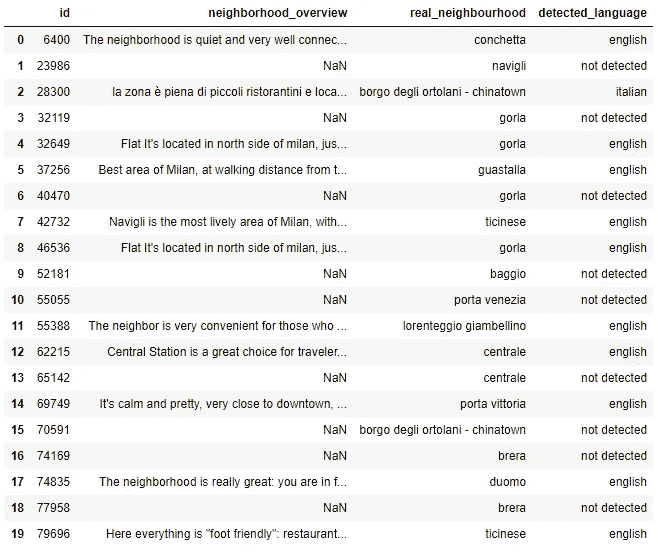 id neighborhood_overview real_neighbourhood detected_language
0 6400 The neighborhood is quiet and very well connec... conchetta english
1 23986 NaN navigli not detected
2 28300 la zona è piena di piccoli ristorantini e loca... borgo degli ortolani - chinatown italian
3 32119 NaN gorla not detected
4 32649 Flat It's located in north side of milan, jus... gorla english
5 37256 Best area of Milan, at walking distance from t... guastalla english
6 40470 NaN gorla not detected
7 42732 Navigli is the most lively area of Milan, with... ticinese english
8 46536 Flat It's located in north side of milan, jus... gorla english
9 52181 NaN baggio not detected
10 55055 NaN porta venezia not detected
11 55388 The neighbor is very convenient for those who ... lorenteggio giambellino english
12 62215 Central Station is a great choice for traveler... centrale english
13 65142 NaN centrale not detected
14 69749 It's calm and pretty, very close to downtown, ... porta vittoria english
15 70591 NaN borgo degli ortolani - chinatown not detected
16 74169 NaN brera not detected
17 74835 The neighborhood is really great: you are in f... duomo english
18 77958 NaN brera not detected
19 79696 Here everything is "foot friendly": restaurant... ticinese english